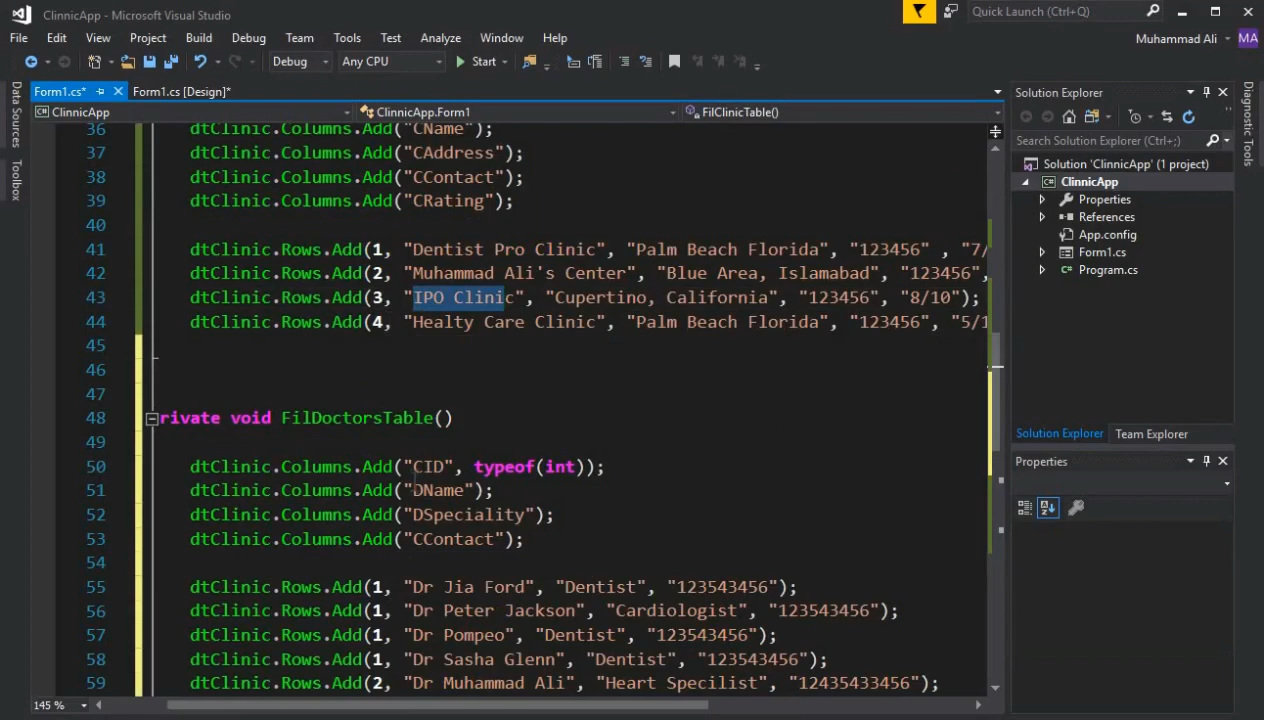 ClinnicApp - Microsoft Visual Studio
Quick Launch (Ctrl+Q)
File Edit View Project Build Debug Team Tools Test Analyze Window Help
Muhammad Ali MA
Debug Any CPU Start
Form1.cs* Form1.cs [Design]*
ClinnicApp ClinnicApp.Form1 FilClinicTable()
Data Sources
Toolbox
36 dtClinic.Columns.Add("CName");
37 dtClinic.Columns.Add("CAddress");
38 dtClinic.Columns.Add("CContact");
39 dtClinic.Columns.Add("CRating");
40
41 dtClinic.Rows.Add(1, "Dentist Pro Clinic", "Palm Beach Florida", "123456" , "7/
42 dtClinic.Rows.Add(2, "Muhammad Ali's Center", "Blue Area, Islamabad", "123456",
43 dtClinic.Rows.Add(3, "IPO Clinic", "Cupertino, California", "123456", "8/10");
44 dtClinic.Rows.Add(4, "Healty Care Clinic", "Palm Beach Florida", "123456", "5/1
45
46
47
48 rivate void FilDoctorsTable()
49
50 dtClinic.Columns.Add("CID", typeof(int));
51 dtClinic.Columns.Add("DName");
52 dtClinic.Columns.Add("DSpeciality");
53 dtClinic.Columns.Add("CContact");
54
55 dtClinic.Rows.Add(1, "Dr Jia Ford", "Dentist", "123543456");
56 dtClinic.Rows.Add(1, "Dr Peter Jackson", "Cardiologist", "123543456");
57 dtClinic.Rows.Add(1, "Dr Pompeo", "Dentist", "123543456");
58 dtClinic.Rows.Add(1, "Dr Sasha Glenn", "Dentist", "123543456");
59 dtClinic.Rows.Add(2, "Dr Muhammad Ali", "Heart Specilist", "12435433456");
145 %
Solution Explorer
Search Solution Explorer (Ctrl+;)
Solution 'ClinnicApp' (1 project)
C# ClinnicApp
Properties
References
App.config
Form1.cs
Program.cs
Solution Explorer Team Explorer
Properties
Diagnostic Tools